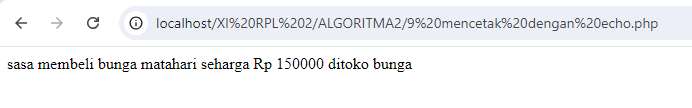 localhost/XI%20RPL%202/ALGORITMA2/9%20mencetak%20dengan%20echo.php
sasa membeli bunga matahari seharga Rp 150000 ditoko bunga